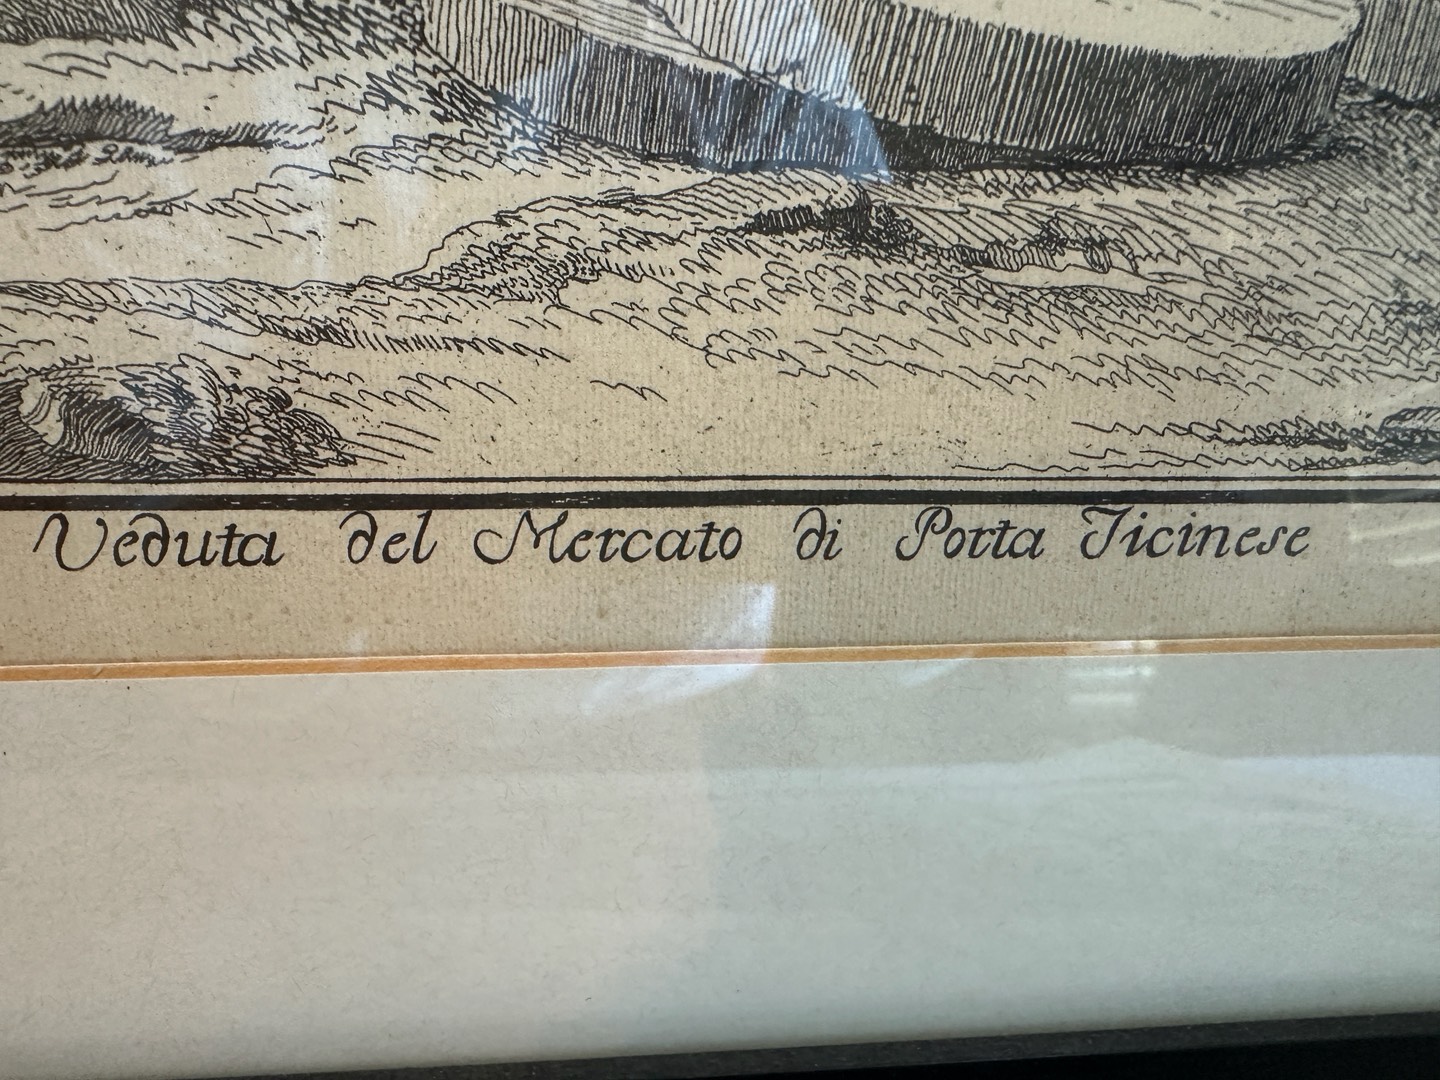 Veduta del Mercato di Porta Ticinese